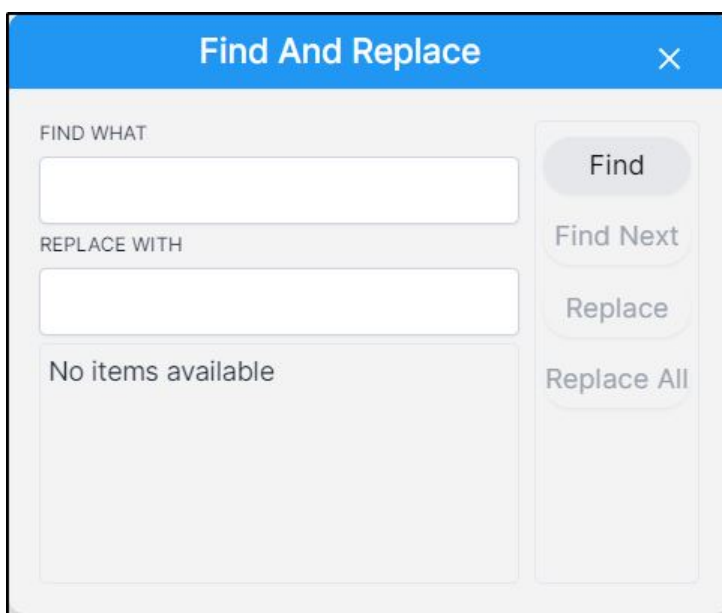 Find And Replace
FIND WHAT
REPLACE WITH
No items available
Find
Find Next
Replace
Replace All